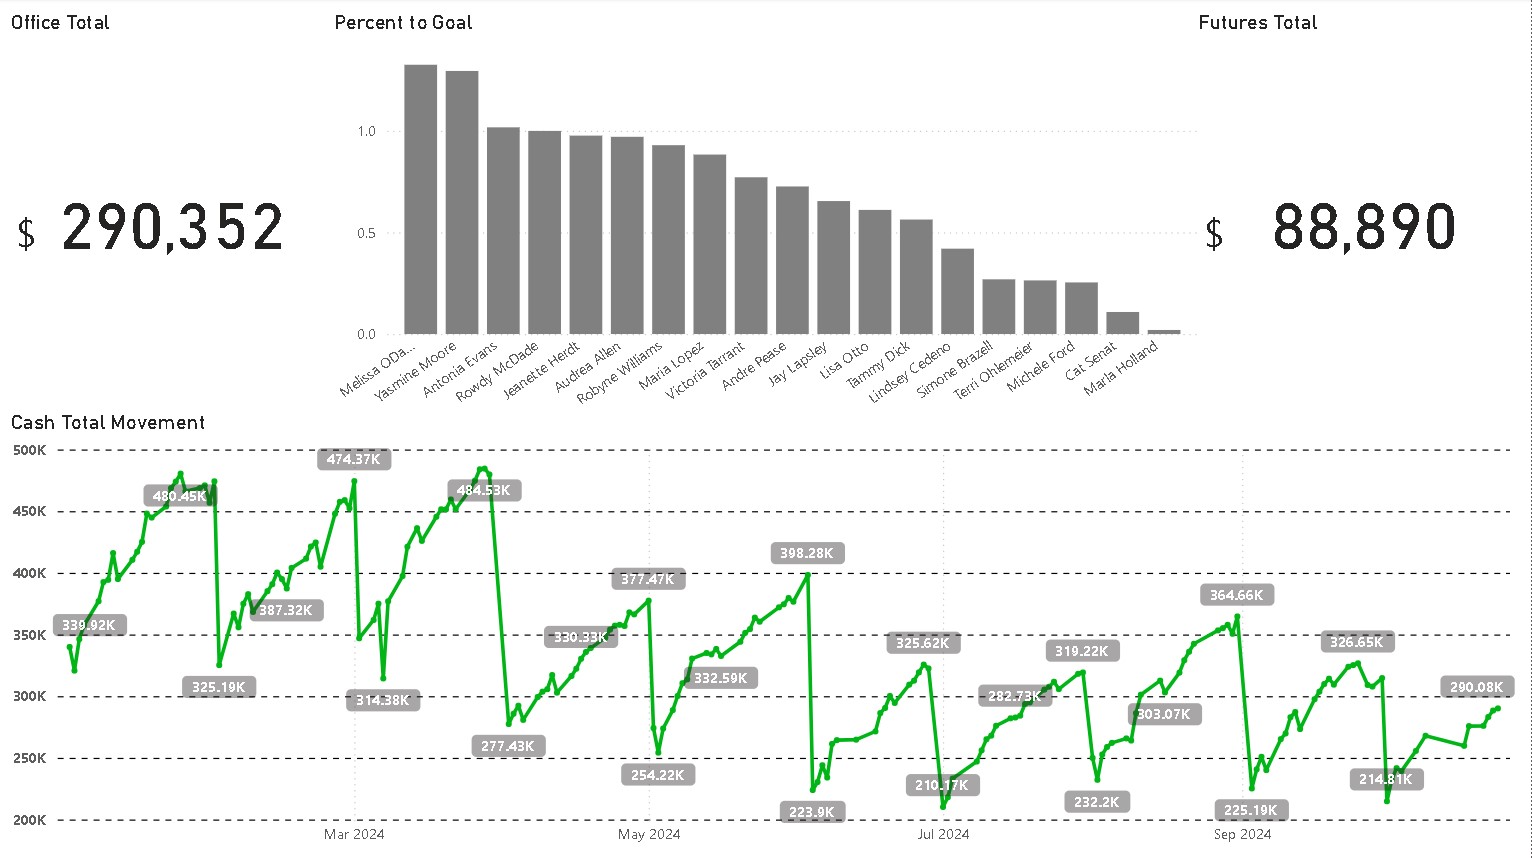 Office Total
Percent to Goal
Futures Total
1.0
0.5
0.0
$ 290,352
$ 88,890
Melissa ODa...
Yasmine Moore
Antonia Evans
Rowdy McDade
Jeanette Herdt
Audrea Allen
Robyne Williams
Maria Lopez
Victoria Tarrant
Andre Pease
Jay Lapsley
Lisa Otto
Tammy Dick
Lindsey Cedeno
Simone Brazell
Terri Ohlemeier
Michele Ford
Cat Senat
Marla Holland
Cash Total Movement
500K
450K
400K
350K
300K
250K
200K
339.92K
480.45K
325.19K
387.32K
474.37K
314.38K
484.53K
277.43K
330.33K
377.47K
254.22K
332.59K
398.28K
223.9K
325.62K
210.17K
282.73K
319.22K
232.2K
303.07K
364.66K
225.19K
326.65K
214.81K
290.08K
Mar 2024
May 2024
Jul 2024
Sep 2024